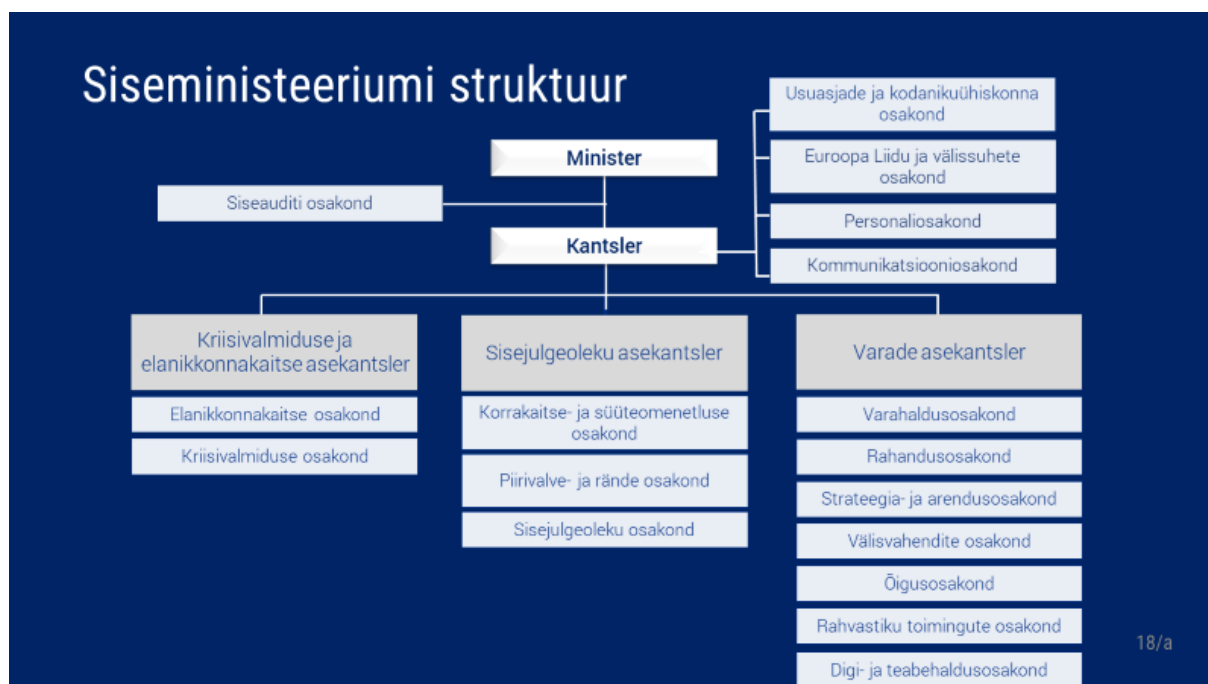 Siseministeeriumi struktuur
Usuasjade ja kodanikuühiskonna
osakond
Minister
Euroopa Liidu ja välissuhete
osakond
Siseauditi osakond
Personaliosakond
Kantsler
Kommunikatsiooniosakond
Kriisivalmiduse ja
elanikkonnakaitse asekantsler
Elanikkonnakaitse osakond
Kriisivalmiduse osakond
Sisejulgeoleku asekantsler
Korrakaitse- ja süüteomenetluse
osakond
Piirivalve- ja rände osakond
Sisejulgeoleku osakond
Varade asekantsler
Varahaldusosakond
Rahandusosakond
Strateegia- ja arendusosakond
Välisvahendite osakond
Õigusosakond
Rahvastiku toimingute osakond
Digi- ja teabehaldusosakond
18/a